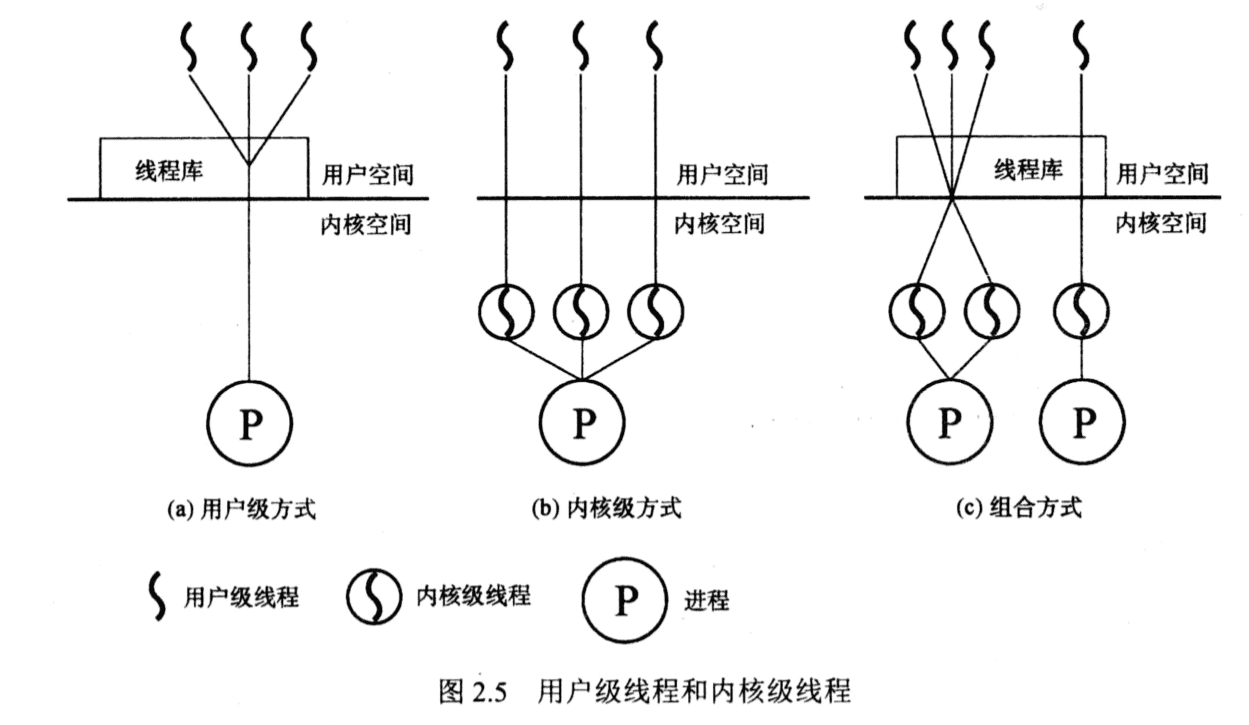 线程库
用户空间
内核空间
P
(a) 用户级方式
用户空间
内核空间
P
(b) 内核级方式
线程库
用户空间
内核空间
P
P
(c) 组合方式
用户级线程
内核级线程
P
进程
图 2.5 用户级线程和内核级线程